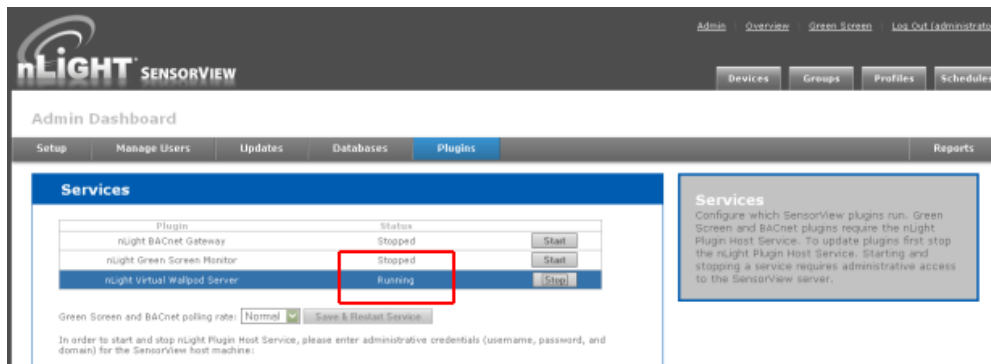 Admin Overview Green Screen Log Out (administrato
nLIGHT SENSORVIEW
Devices Groups Profiles Schedules
Admin Dashboard
Setup Manage Users Updates Databases Plugins Reports
Services
Plugin Status
nLight BACnet Gateway Stopped Start
nLight Green Screen Monitor Stopped Start
nLight Virtual Wallpod Server Running Stop
Green Screen and BACnet polling rate: Normal Save & Restart Service
In order to start and stop nLight Plugin Host Service, please enter administrative credentials (username, password, and
domain) for the SensorView host machine:
Services
Configure which SensorView plugins run. Green
Screen and BACnet plugins require the nLight
Plugin Host Service. To update plugins first stop
the nLight Plugin Host Service. Starting and
stopping a service requires administrative access
to the SensorView server.